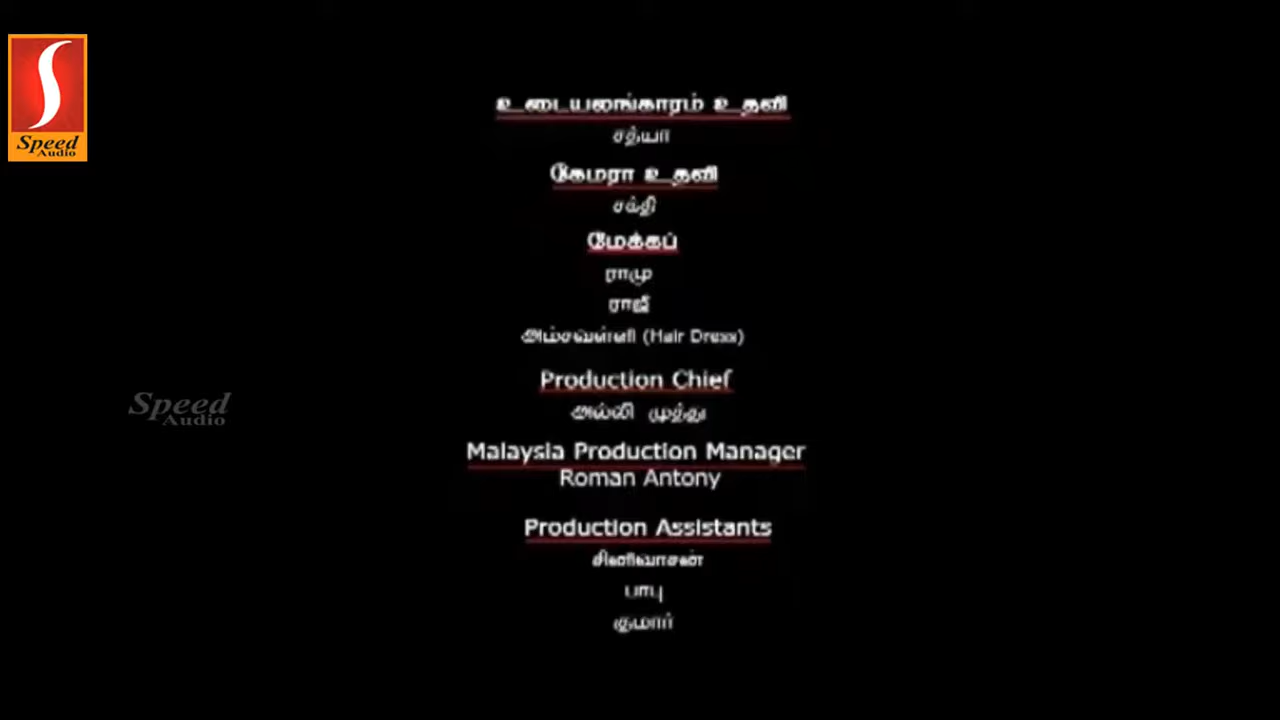 Speed
Audio
உடையலங்காரம் உதவி
சத்யா
கேமரா உதவி
சக்தி
மேக்கப்
ராமு
ராஜீ
அம்சவள்ளி (Hair Dress)
Production Chief
அல்லி முத்து
Speed
Audio
Malaysia Production Manager
Roman Antony
Production Assistants
சினிவாசன்
பாபு
குமார்